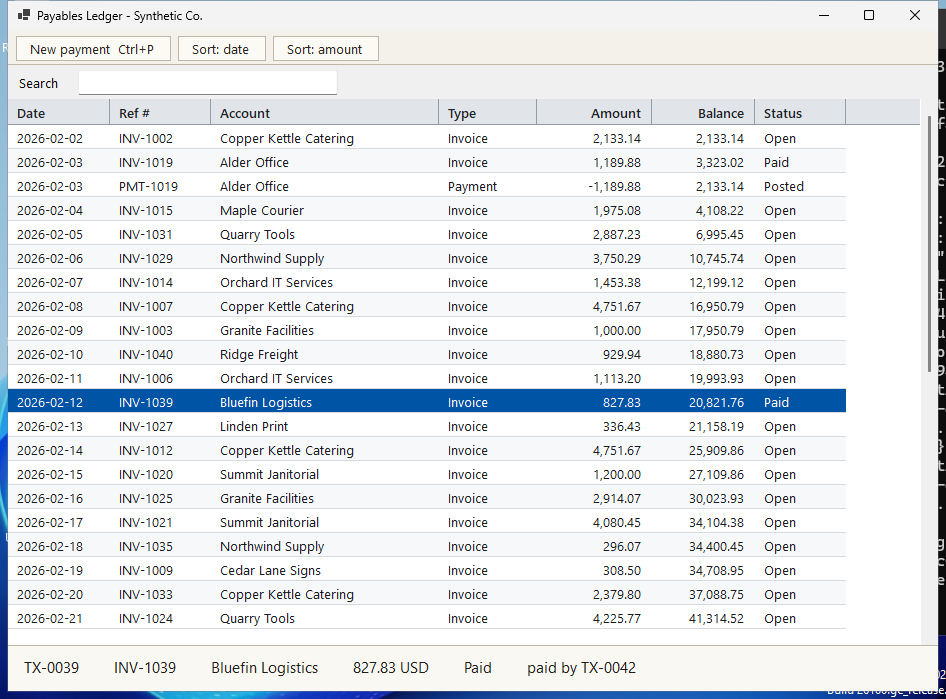 Payables Ledger - Synthetic Co.
New payment Ctrl+P Sort: date Sort: amount
Search
Date Ref # Account Type Amount Balance Status
2026-02-02 INV-1002 Copper Kettle Catering Invoice 2,133.14 2,133.14 Open
2026-02-03 INV-1019 Alder Office Invoice 1,189.88 3,323.02 Paid
2026-02-03 PMT-1019 Alder Office Payment -1,189.88 2,133.14 Posted
2026-02-04 INV-1015 Maple Courier Invoice 1,975.08 4,108.22 Open
2026-02-05 INV-1031 Quarry Tools Invoice 2,887.23 6,995.45 Open
2026-02-06 INV-1029 Northwind Supply Invoice 3,750.29 10,745.74 Open
2026-02-07 INV-1014 Orchard IT Services Invoice 1,453.38 12,199.12 Open
2026-02-08 INV-1007 Copper Kettle Catering Invoice 4,751.67 16,950.79 Open
2026-02-09 INV-1003 Granite Facilities Invoice 1,000.00 17,950.79 Open
2026-02-10 INV-1040 Ridge Freight Invoice 929.94 18,880.73 Open
2026-02-11 INV-1006 Orchard IT Services Invoice 1,113.20 19,993.93 Open
2026-02-12 INV-1039 Bluefin Logistics Invoice 827.83 20,821.76 Paid
2026-02-13 INV-1027 Linden Print Invoice 336.43 21,158.19 Open
2026-02-14 INV-1012 Copper Kettle Catering Invoice 4,751.67 25,909.86 Open
2026-02-15 INV-1020 Summit Janitorial Invoice 1,200.00 27,109.86 Open
2026-02-16 INV-1025 Granite Facilities Invoice 2,914.07 30,023.93 Open
2026-02-17 INV-1021 Summit Janitorial Invoice 4,080.45 34,104.38 Open
2026-02-18 INV-1035 Northwind Supply Invoice 296.07 34,400.45 Open
2026-02-19 INV-1009 Cedar Lane Signs Invoice 308.50 34,708.95 Open
2026-02-20 INV-1033 Copper Kettle Catering Invoice 2,379.80 37,088.75 Open
2026-02-21 INV-1024 Quarry Tools Invoice 4,225.77 41,314.52 Open
TX-0039 INV-1039 Bluefin Logistics 827.83 USD Paid paid by TX-0042